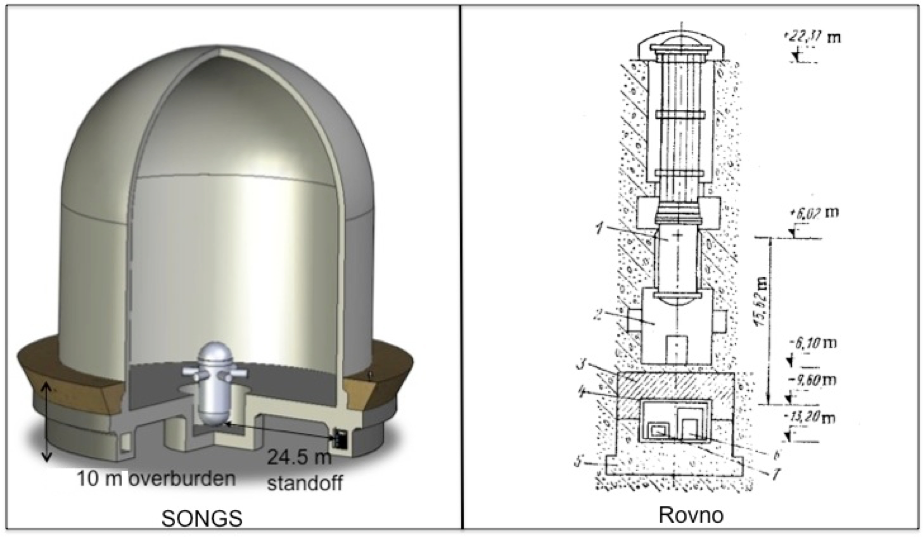 10 m overburden
24.5 m
standoff
SONGS
+22,37 m
+6,02 m
1
15,62 m
2
-6,10 m
3
-9,60 m
4
-13,20 m
5
6
7
Rovno